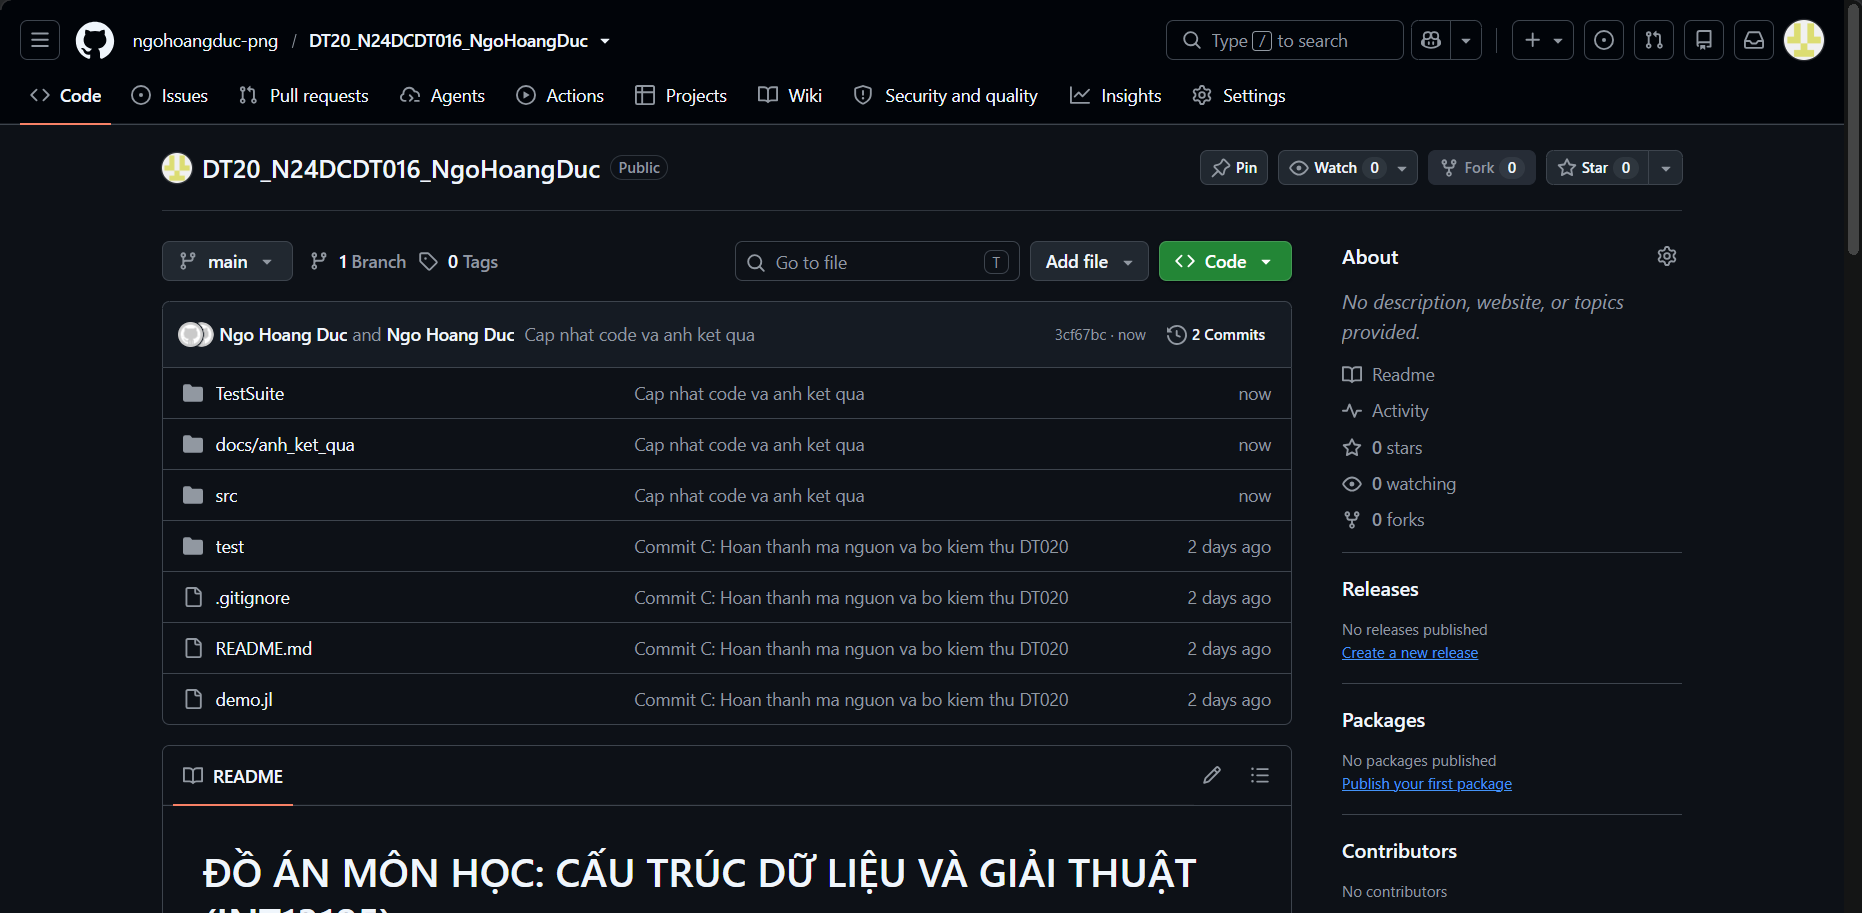 ngohoangduc-png / DT20_N24DCDT016_NgoHoangDuc
Type / to search
Code Issues Pull requests Agents Actions Projects Wiki Security and quality Insights Settings
DT20_N24DCDT016_NgoHoangDuc Public
Pin Watch 0 Fork 0 Star 0
main 1 Branch 0 Tags Go to file T Add file Code
Ngo Hoang Duc and Ngo Hoang Duc Cap nhat code va anh ket qua 3cf67bc · now 2 Commits
TestSuite Cap nhat code va anh ket qua now
docs/anh_ket_qua Cap nhat code va anh ket qua now
src Cap nhat code va anh ket qua now
test Commit C: Hoan thanh ma nguon va bo kiem thu DT020 2 days ago
.gitignore Commit C: Hoan thanh ma nguon va bo kiem thu DT020 2 days ago
README.md Commit C: Hoan thanh ma nguon va bo kiem thu DT020 2 days ago
demo.jl Commit C: Hoan thanh ma nguon va bo kiem thu DT020 2 days ago
README
ĐỒ ÁN MÔN HỌC: CẤU TRÚC DỮ LIỆU VÀ GIẢI THUẬT
About
No description, website, or topics
provided.
Readme
Activity
0 stars
0 watching
0 forks
Releases
No releases published
Create a new release
Packages
No packages published
Publish your first package
Contributors
No contributors